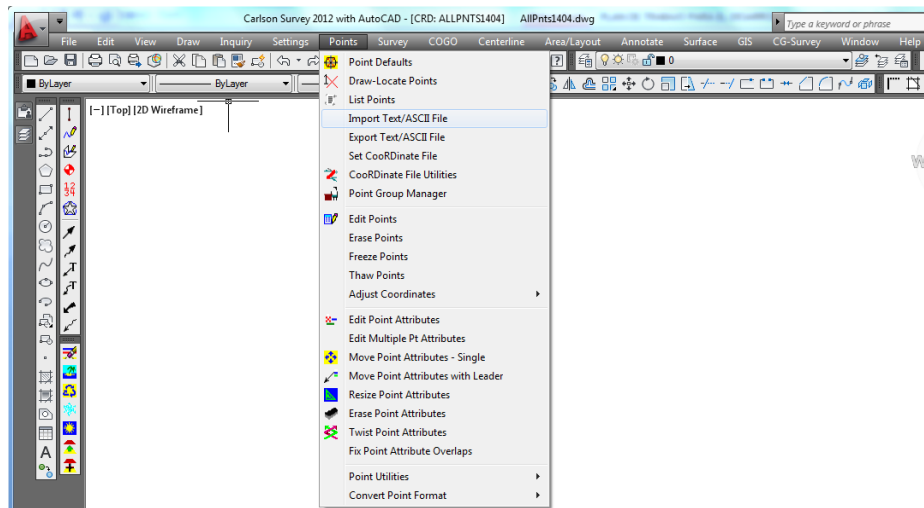 Carlson Survey 2012 with AutoCAD - [CRD: ALLPNTS1404] AllPnts1404.dwg
Type a keyword or phrase
File Edit View Draw Inquiry Settings Points Survey COGO Centerline Area/Layout Annotate Surface GIS CG-Survey Window Help
0
ByLayer ByLayer
[−] [Top] [2D Wireframe]
Point Defaults
Draw-Locate Points
List Points
Import Text/ASCII File
Export Text/ASCII File
Set CooRDinate File
CooRDinate File Utilities
Point Group Manager
Edit Points
Erase Points
Freeze Points
Thaw Points
Adjust Coordinates
Edit Point Attributes
Edit Multiple Pt Attributes
Move Point Attributes - Single
Move Point Attributes with Leader
Resize Point Attributes
Erase Point Attributes
Twist Point Attributes
Fix Point Attribute Overlaps
Point Utilities
Convert Point Format
W